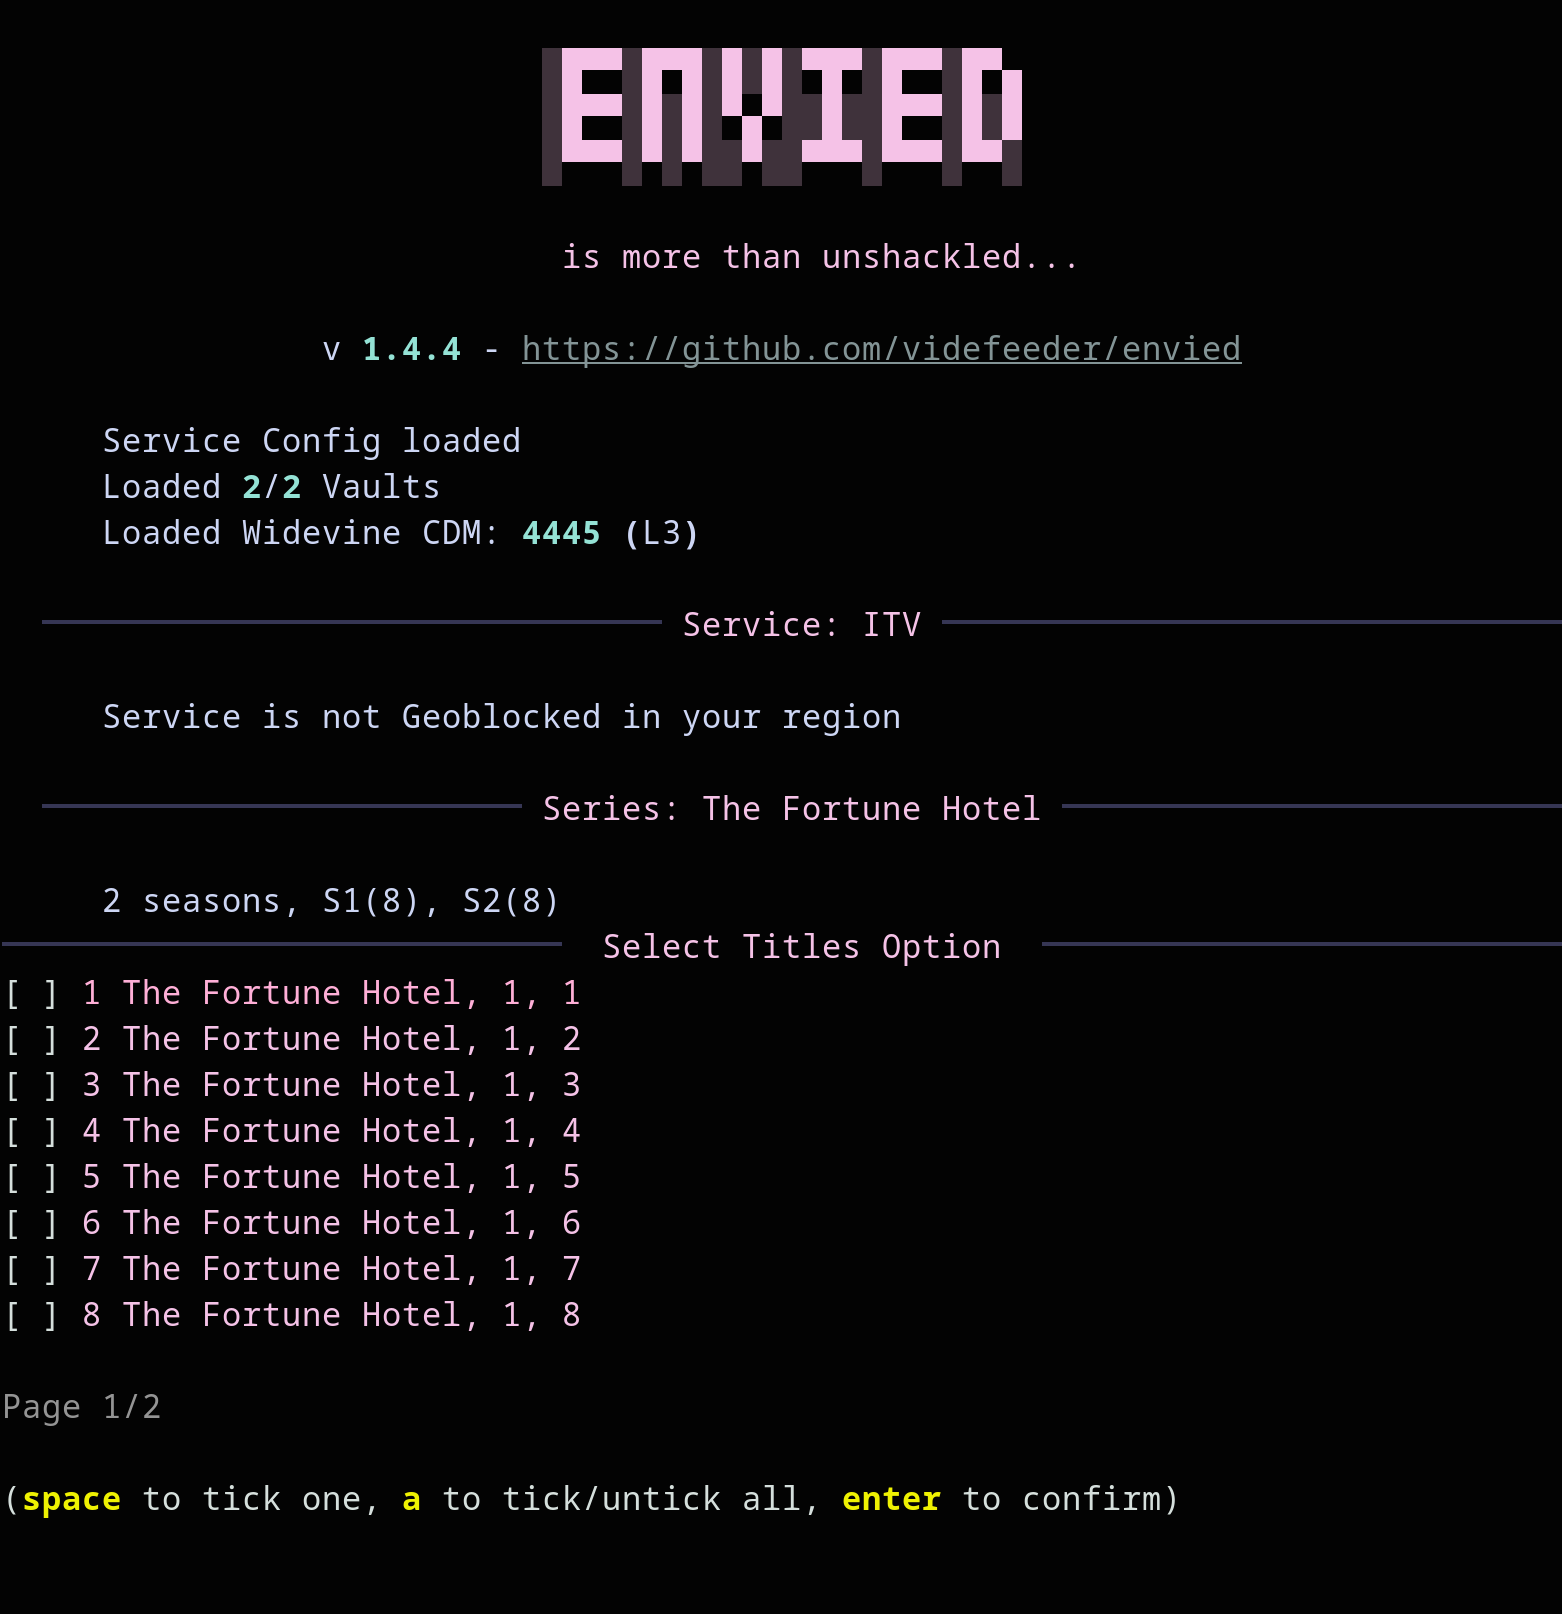 ENVIED
is more than unshackled...
v 1.4.4 - https://github.com/videfeeder/envied
Service Config loaded
Loaded 2/2 Vaults
Loaded Widevine CDM: 4445 (L3)
Service: ITV
Service is not Geoblocked in your region
Series: The Fortune Hotel
2 seasons, S1(8), S2(8)
Select Titles Option
[ ] 1 The Fortune Hotel, 1, 1
[ ] 2 The Fortune Hotel, 1, 2
[ ] 3 The Fortune Hotel, 1, 3
[ ] 4 The Fortune Hotel, 1, 4
[ ] 5 The Fortune Hotel, 1, 5
[ ] 6 The Fortune Hotel, 1, 6
[ ] 7 The Fortune Hotel, 1, 7
[ ] 8 The Fortune Hotel, 1, 8
Page 1/2
(space to tick one, a to tick/untick all, enter to confirm)